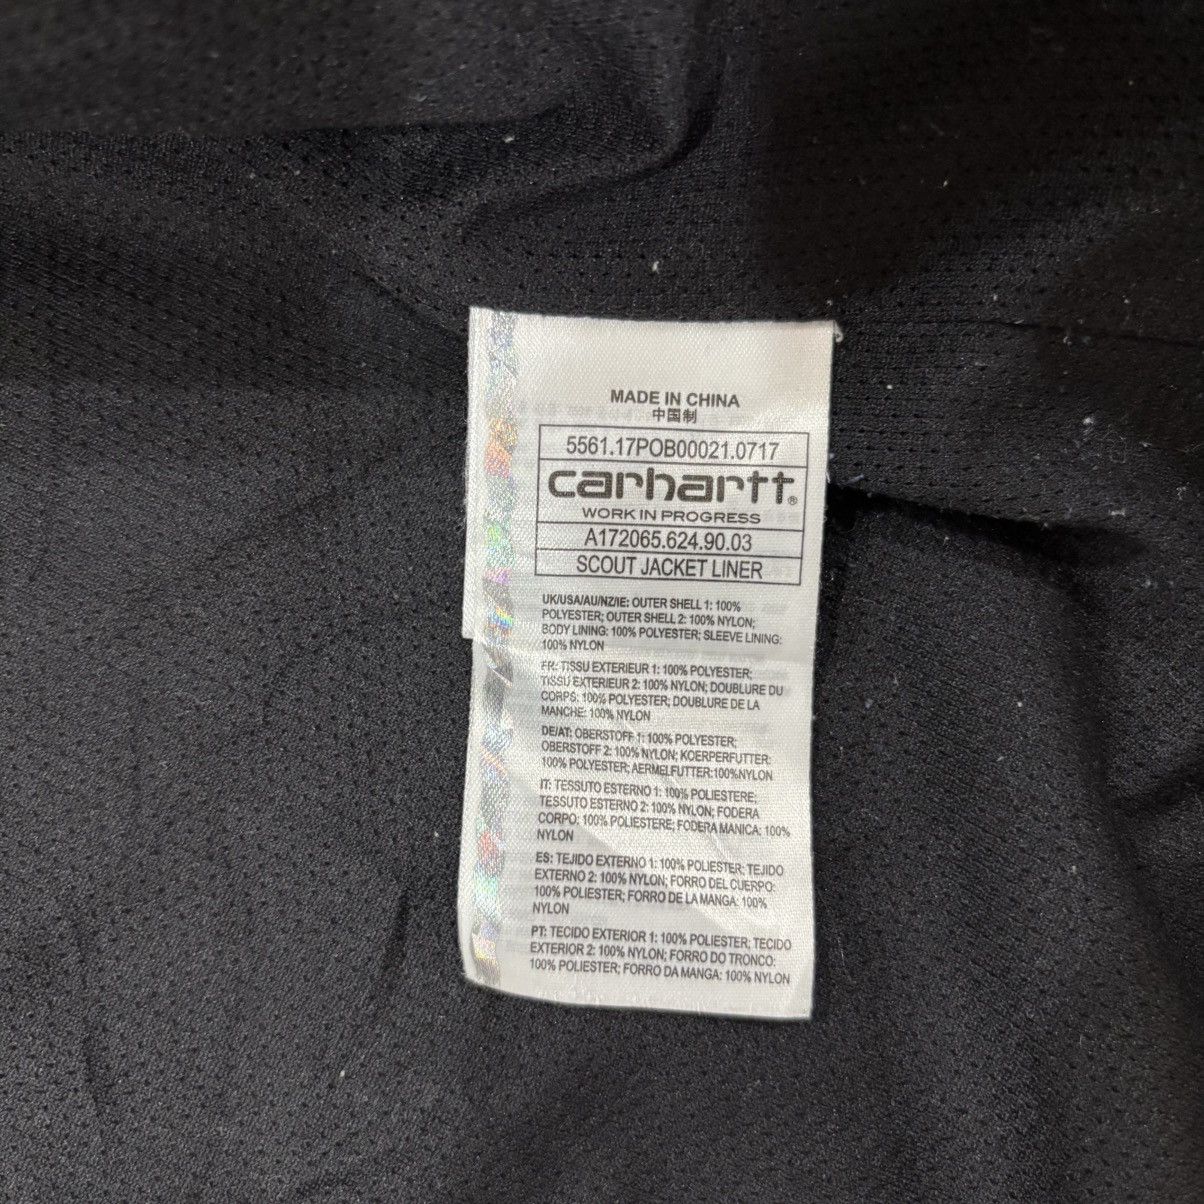 MADE IN CHINA
中国制
5561.17POB00021.0717
carhartt®
WORK IN PROGRESS
A172065.624.90.03
SCOUT JACKET LINER
UK/USA/AU/NZ/IE: OUTER SHELL 1: 100%
POLYESTER; OUTER SHELL 2: 100% NYLON;
BODY LINING: 100% POLYESTER; SLEEVE LINING:
100% NYLON
FR: TISSU EXTERIEUR 1: 100% POLYESTER;
TISSU EXTERIEUR 2: 100% NYLON; DOUBLURE DU
CORPS: 100% POLYESTER; DOUBLURE DE LA
MANCHE: 100% NYLON
DE/AT: OBERSTOFF 1: 100% POLYESTER;
OBERSTOFF 2: 100% NYLON; KOERPERFUTTER:
100% POLYESTER; AERMELFUTTER:100%NYLON
IT: TESSUTO ESTERNO 1: 100% POLIESTERE;
TESSUTO ESTERNO 2: 100% NYLON; FODERA
CORPO: 100% POLIESTERE; FODERA MANICA: 100%
NYLON
ES: TEJIDO EXTERNO 1: 100% POLIESTER; TEJIDO
EXTERNO 2: 100% NYLON; FORRO DEL CUERPO:
100% POLIESTER; FORRO DE LA MANGA: 100%
NYLON
PT: TECIDO EXTERIOR 1: 100% POLIESTER; TECIDO
EXTERIOR 2: 100% NYLON; FORRO DO TRONCO:
100% POLIESTER; FORRO DA MANGA: 100% NYLON